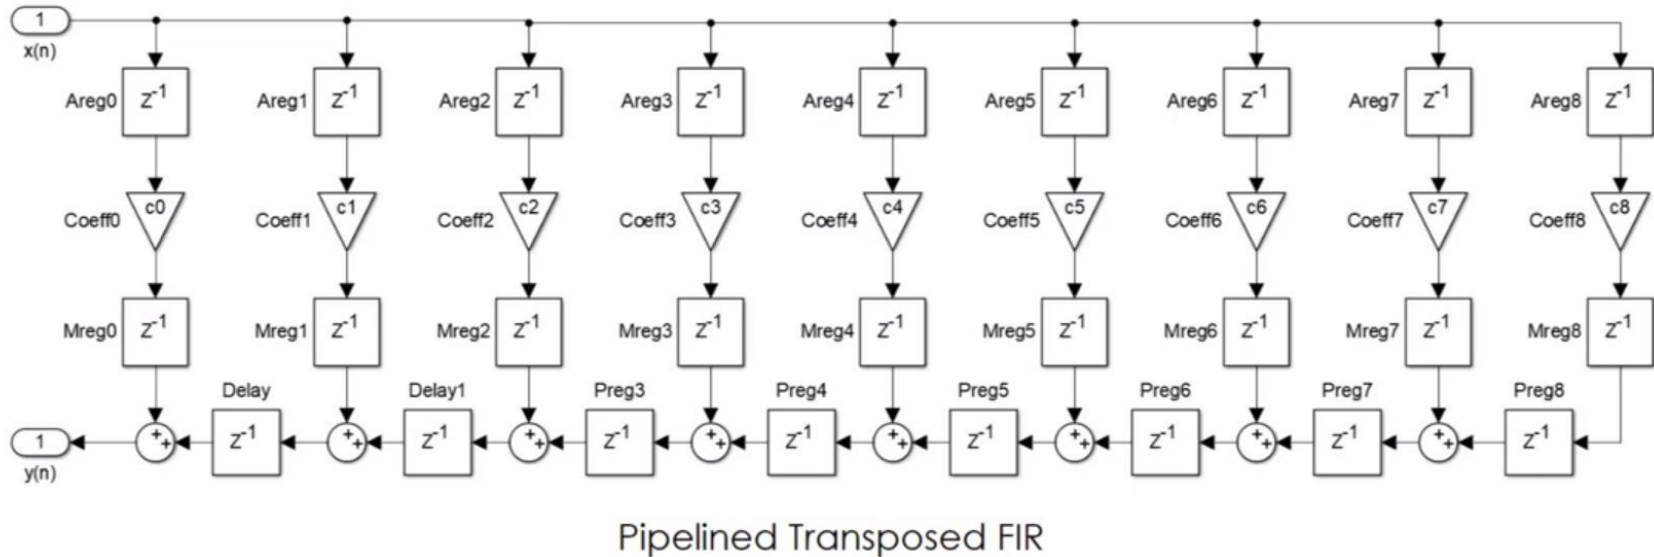 1
x(n)
Areg0 z-1 Areg1 z-1 Areg2 z-1 Areg3 z-1 Areg4 z-1 Areg5 z-1 Areg6 z-1 Areg7 z-1 Areg8 z-1
Coeff0 c0 Coeff1 c1 Coeff2 c2 Coeff3 c3 Coeff4 c4 Coeff5 c5 Coeff6 c6 Coeff7 c7 Coeff8 c8
Mreg0 z-1 Mreg1 z-1 Mreg2 z-1 Mreg3 z-1 Mreg4 z-1 Mreg5 z-1 Mreg6 z-1 Mreg7 z-1 Mreg8 z-1
Delay Delay1 Preg3 Preg4 Preg5 Preg6 Preg7 Preg8
1 ++ z-1 ++ z-1 ++ z-1 ++ z-1 ++ z-1 ++ z-1 ++ z-1 ++ z-1
y(n)
Pipelined Transposed FIR